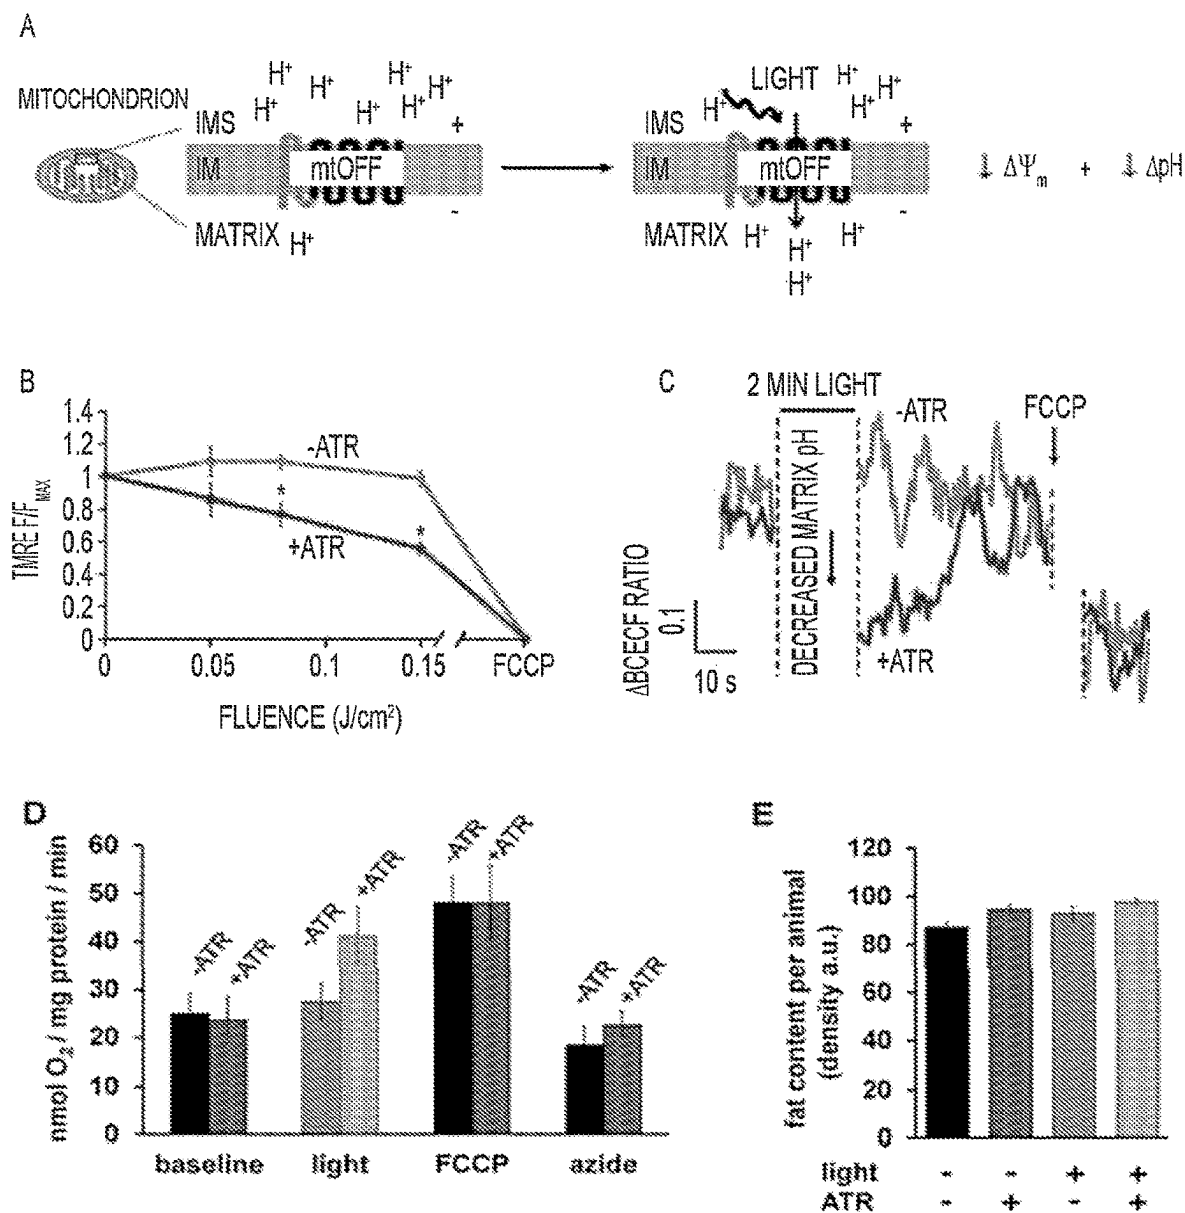 A
MITOCHONDRION
IMS
IM
MATRIX
H⁺ H⁺ H⁺ H⁺ H⁺ H⁺ H⁺
mtOFF
+
-
H⁺
LIGHT
IMS
IM
MATRIX
H⁺ H⁺ H⁺ H⁺
mtOFF
+
-
H⁺ H⁺ H⁺
H⁺
↓ ΔΨm + ↓ ΔpH
B
TMRE F/FMAX
1.4
1.2
1
0.8
0.6
0.4
0.2
0
-ATR
*
*
+ATR
0 0.05 0.1 0.15 FCCP
FLUENCE (J/cm²)
C
2 MIN LIGHT
-ATR
FCCP
DECREASED MATRIX pH
+ATR
ΔBCECF RATIO
0.1
10 s
D
nmol O₂ / mg protein / min
60
50
40
30
20
10
0
-ATR +ATR
-ATR +ATR
-ATR +ATR
-ATR +ATR
baseline light FCCP azide
E
fat content per animal
(density a.u.)
120
100
80
60
40
20
0
light - - + +
ATR - + - +